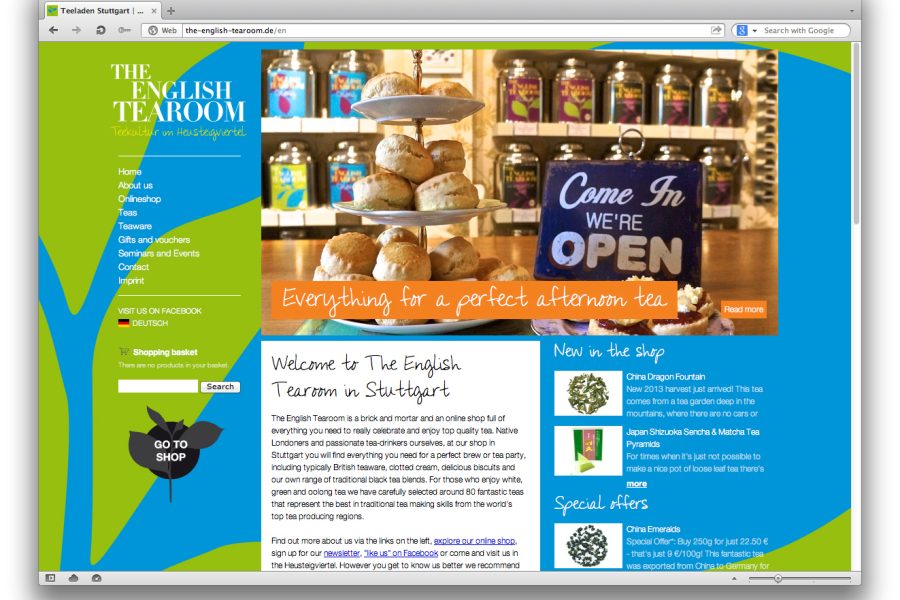 Teeladen Stuttgart | ...
Web
the-english-tearoom.de/en
Search with Google
THE
ENGLISH
TEAROOM
Teekultur im Heusteigviertel
Home
About us
Onlineshop
Teas
Teaware
Gifts and vouchers
Seminars and Events
Contact
Imprint
VISIT US ON FACEBOOK
DEUTSCH
Shopping basket
There are no products in your basket.
Search
GO TO
SHOP
Come In
WE'RE
OPEN
Everything for a perfect afternoon tea
Read more
Welcome to The English
Tearoom in Stuttgart
The English Tearoom is a brick and mortar and an online shop full of
everything you need to really celebrate and enjoy top quality tea. Native
Londoners and passionate tea-drinkers ourselves, at our shop in
Stuttgart you will find everything you need for a perfect brew or tea party,
including typically British teaware, clotted cream, delicious biscuits and
our own range of traditional black tea blends. For those who enjoy white,
green and oolong tea we have carefully selected around 80 fantastic teas
that represent the best in traditional tea making skills from the world's
top tea producing regions.
Find out more about us via the links on the left, explore our online shop,
sign up for our newsletter, "like us" on Facebook or come and visit us in
the Heusteigviertel. However you get to know us better we recommend
New in the shop
China Dragon Fountain
New 2013 harvest just arrived! This tea
comes from a tea garden deep in the
mountains, where there are no cars or
Japan Shizuoka Sencha & Matcha Tea
Pyramids
For times when it's just not possible to
make a nice pot of loose leaf tea there's
more
Special offers
China Emeralds
Special Offer*: Buy 250g for just 22.50 €
- that's just 9 €/100g! This fantastic tea
was exported from China to Germany for